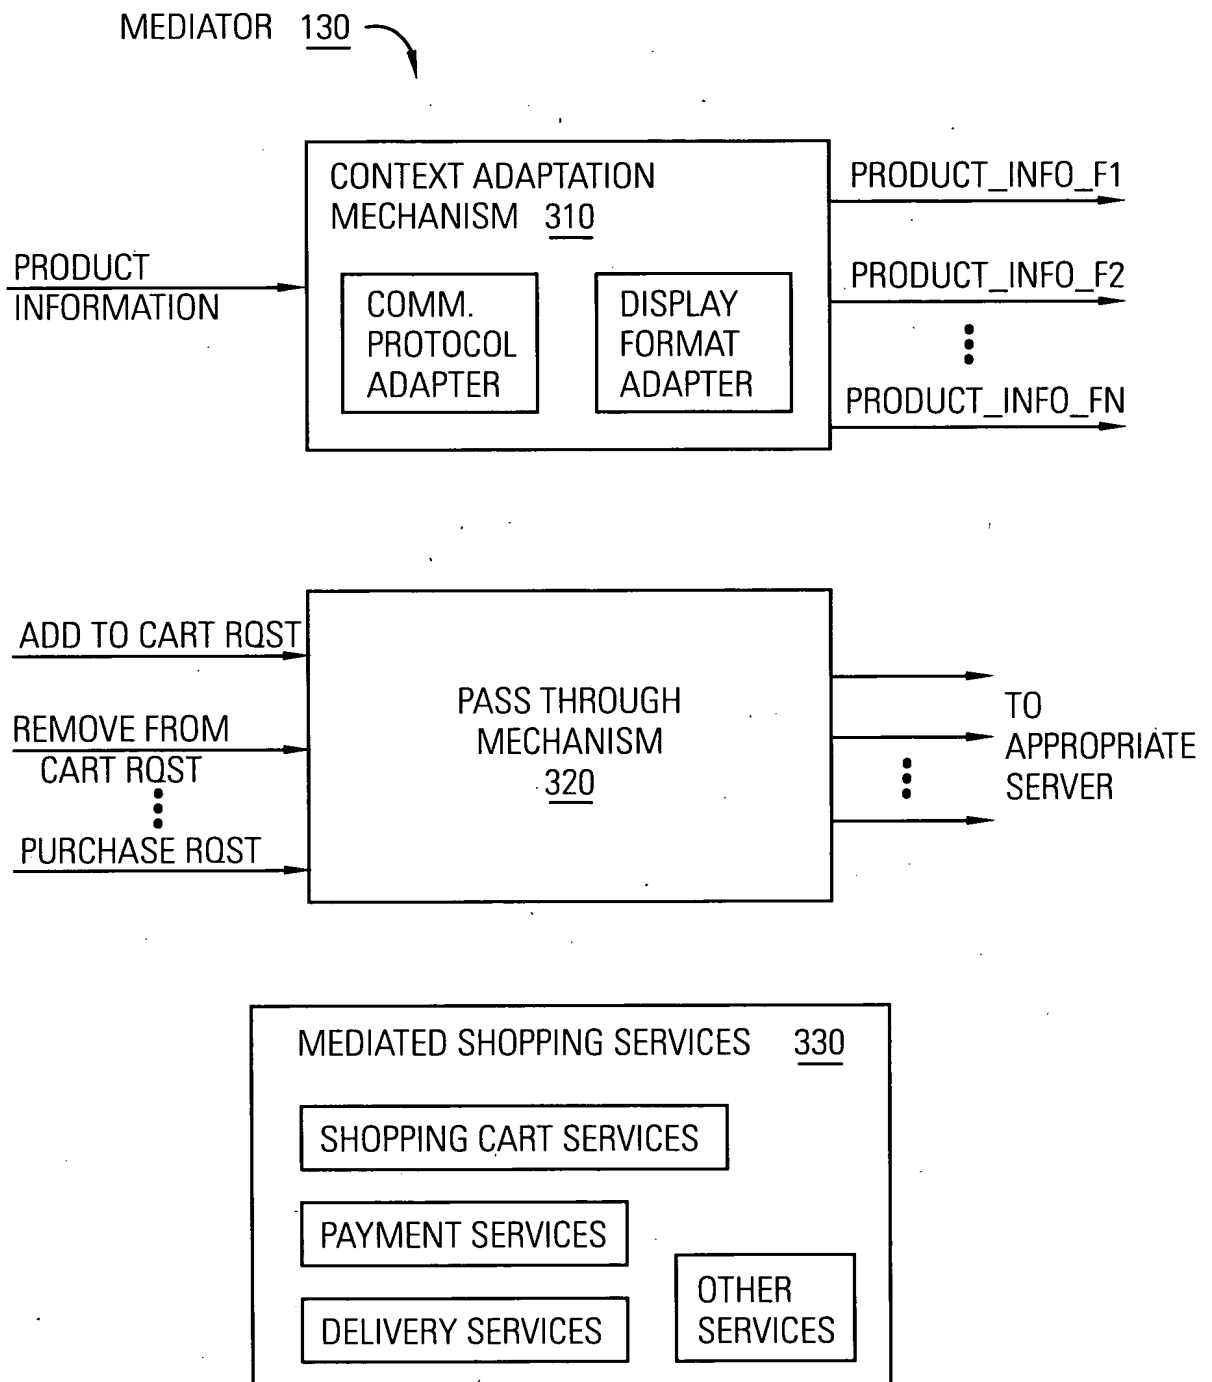 MEDIATOR 130
CONTEXT ADAPTATION
MECHANISM 310
COMM.
PROTOCOL
ADAPTER
DISPLAY
FORMAT
ADAPTER
PRODUCT
INFORMATION
PRODUCT_INFO_F1
PRODUCT_INFO_F2
PRODUCT_INFO_FN
ADD TO CART RQST
REMOVE FROM
CART RQST
PURCHASE RQST
PASS THROUGH
MECHANISM
320
TO
APPROPRIATE
SERVER
MEDIATED SHOPPING SERVICES 330
SHOPPING CART SERVICES
PAYMENT SERVICES
DELIVERY SERVICES
OTHER
SERVICES